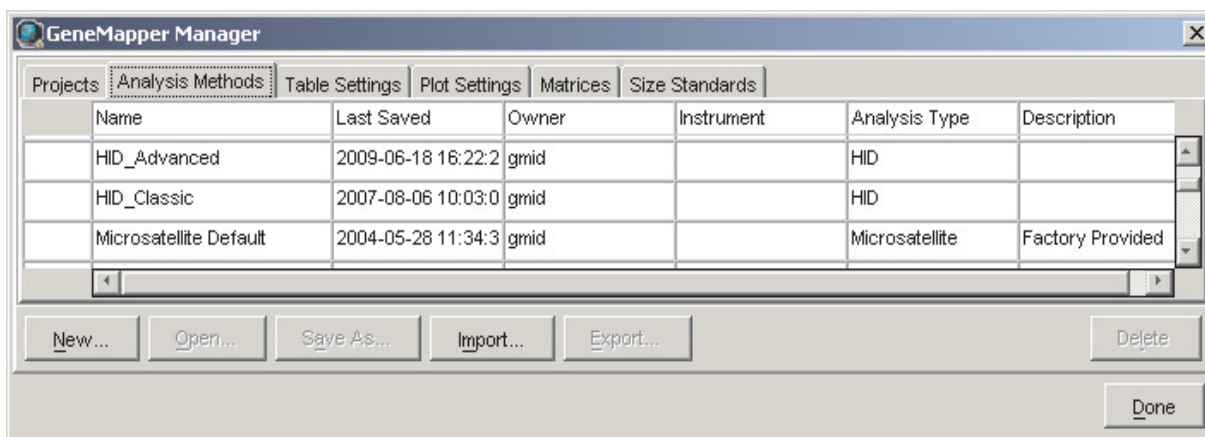 GeneMapper Manager
Projects Analysis Methods Table Settings Plot Settings Matrices Size Standards
Name Last Saved Owner Instrument Analysis Type Description
HID_Advanced 2009-06-18 16:22:2 gmid HID
HID_Classic 2007-08-06 10:03:0 gmid HID
Microsatellite Default 2004-05-28 11:34:3 gmid Microsatellite Factory Provided
New... Open... Save As... Import... Export... Delete
Done